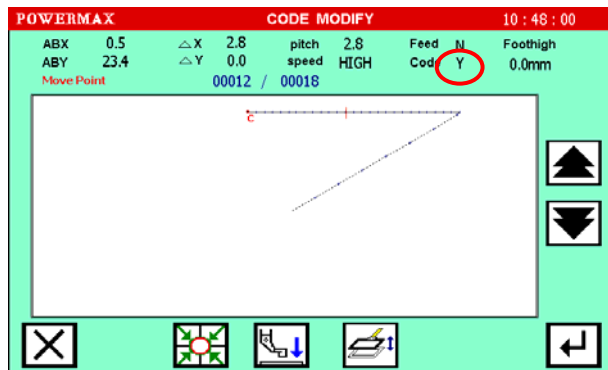 POWERMAX CODE MODIFY 10 : 48 : 00
ABX 0.5 △X 2.8 pitch 2.8 Feed N Foothigh
ABY 23.4 △Y 0.0 speed HIGH Code Y 0.0mm
Move Point 00012 / 00018
C